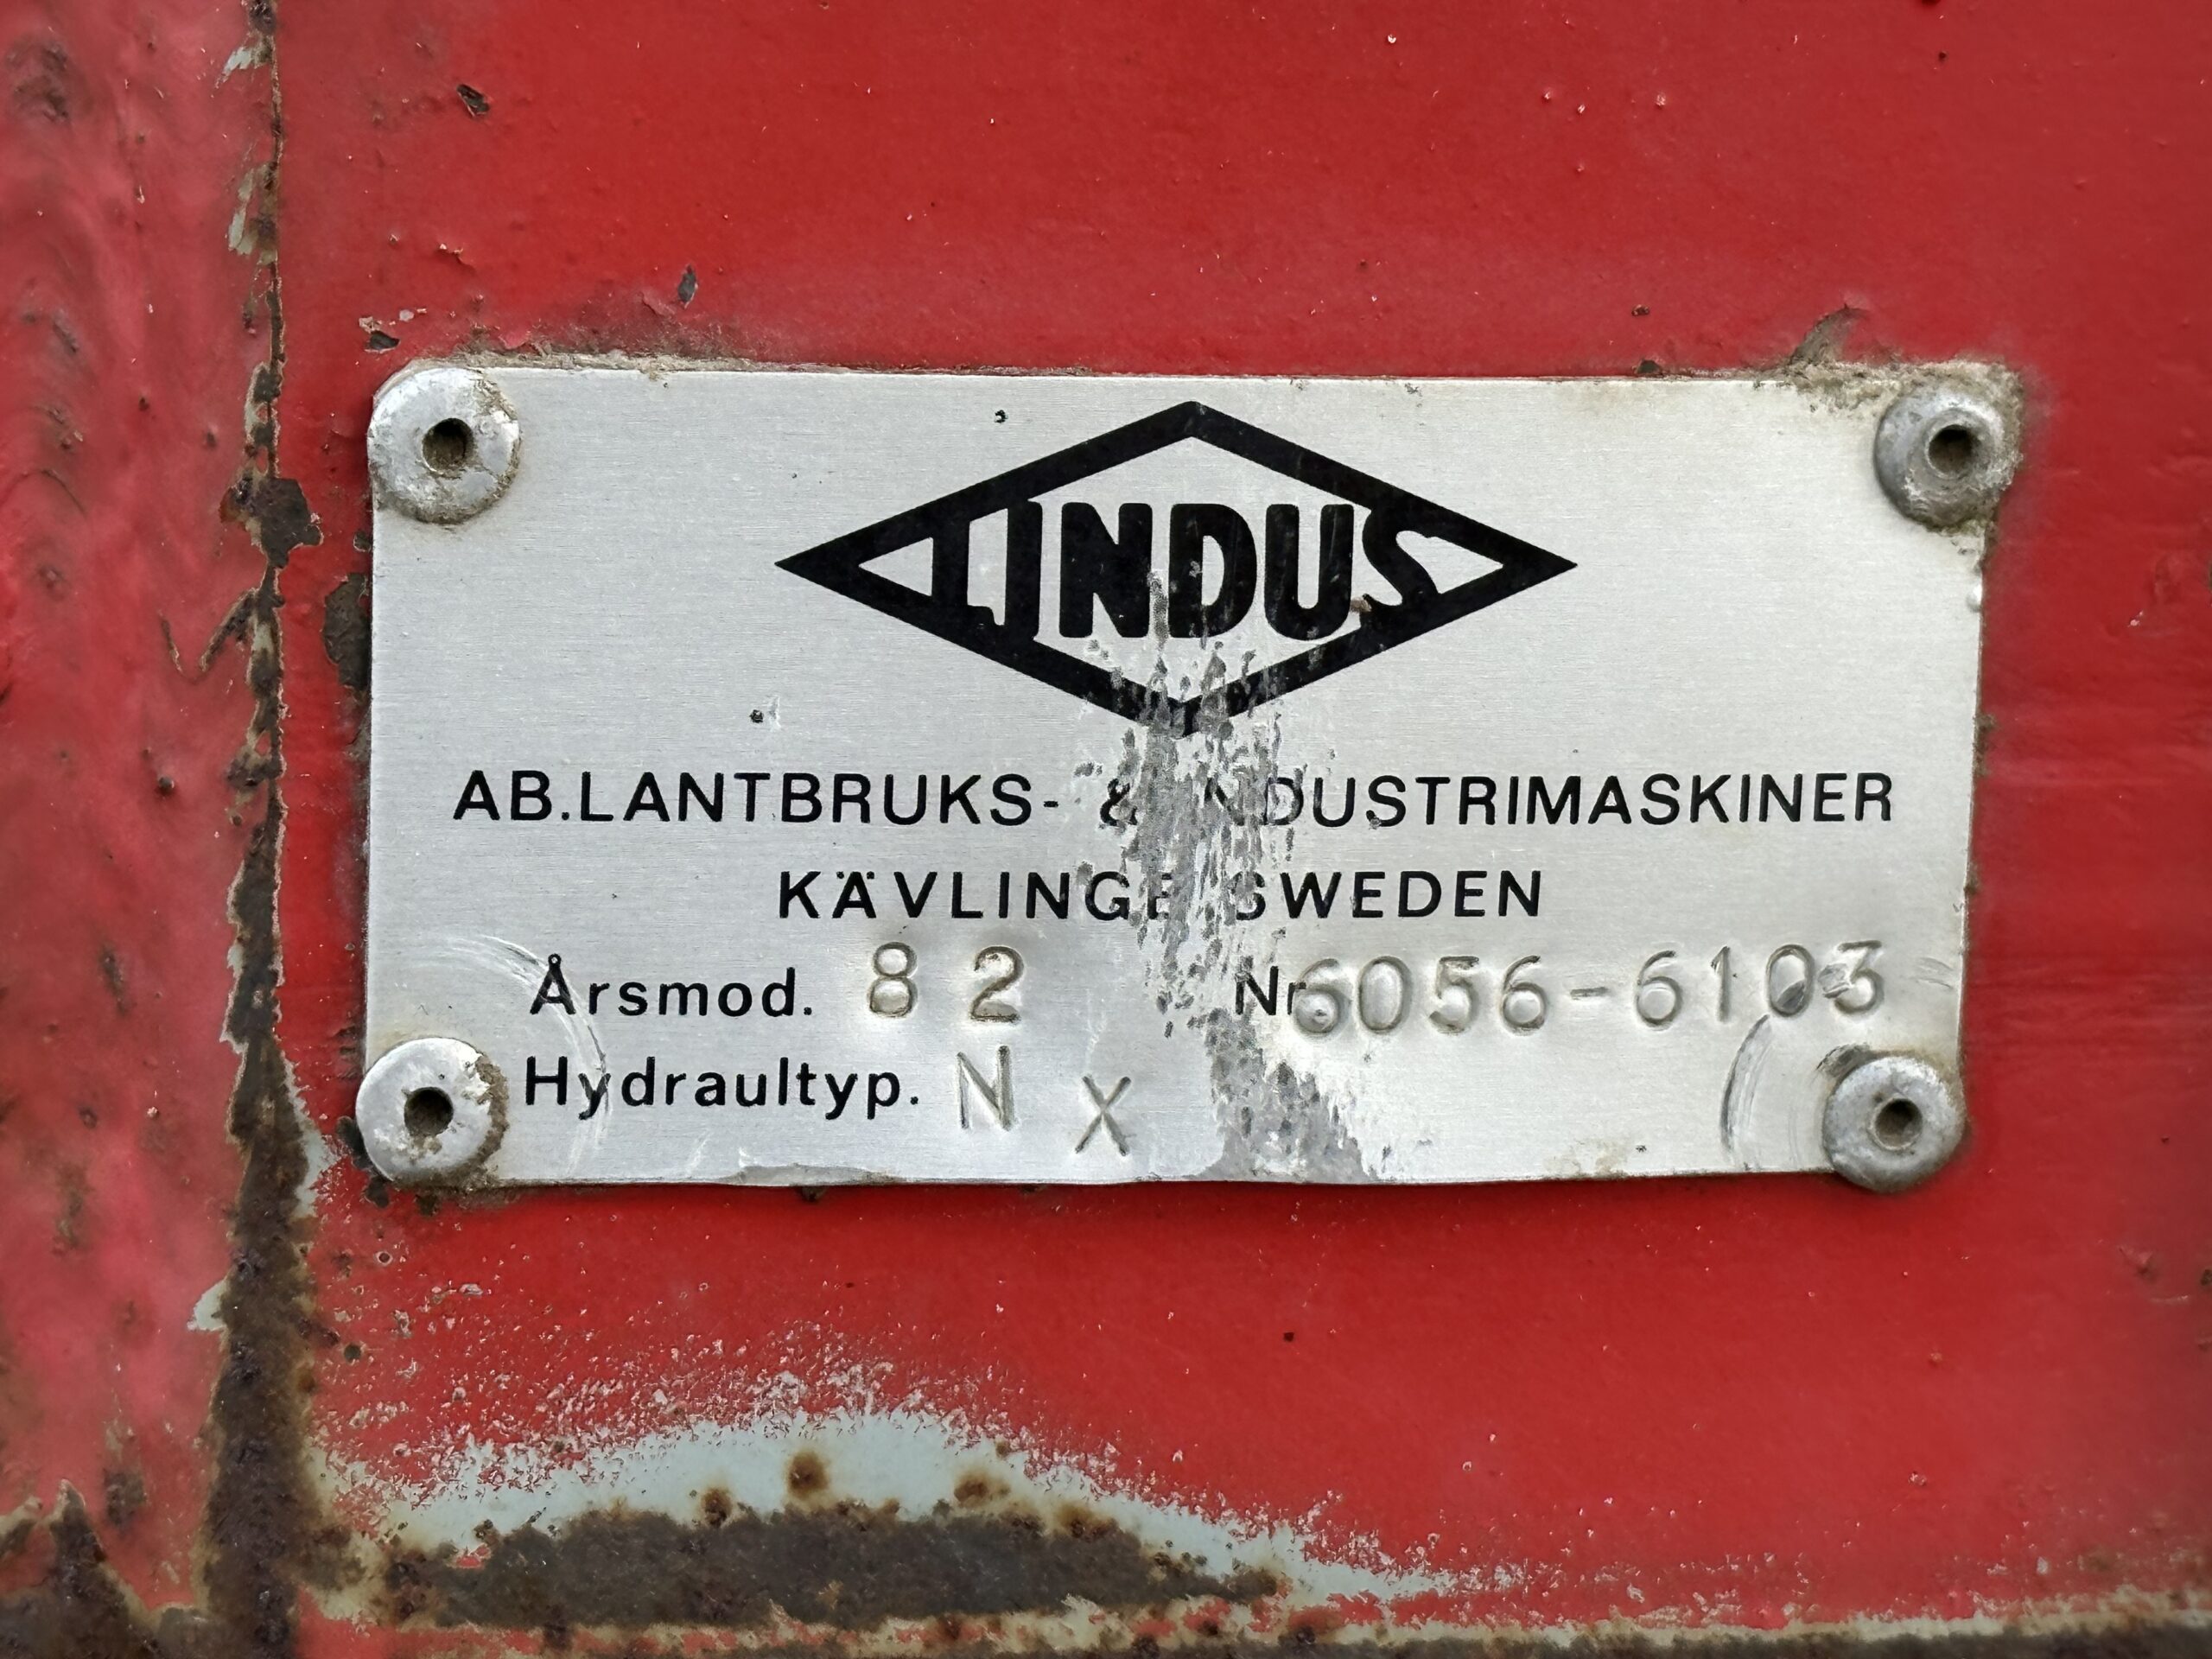 LINDUS
AB.LANTBRUKS- & INDUSTRIMASKINER
KÄVLINGE SWEDEN
Årsmod. 82 Nr 6056-6103
Hydraultyp. N X